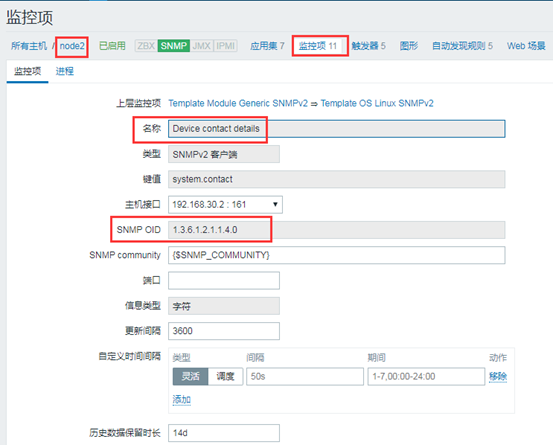 监控项
所有主机 / node2 已启用 ZBX SNMP JMX IPMI 应用集 7 监控项 11 触发器 5 图形 自动发现规则 5 Web 场景
监控项 进程
上层监控项 Template Module Generic SNMPv2 ⇒ Template OS Linux SNMPv2
名称 Device contact details
类型 SNMPv2 客户端
键值 system.contact
主机接口 192.168.30.2 : 161
SNMP OID 1.3.6.1.2.1.1.4.0
SNMP community {$SNMP_COMMUNITY}
端口
信息类型 字符
更新间隔 3600
自定义时间间隔 类型 间隔 期间 动作
灵活 调度 50s 1-7,00:00-24:00 移除
添加
历史数据保留时长 14d